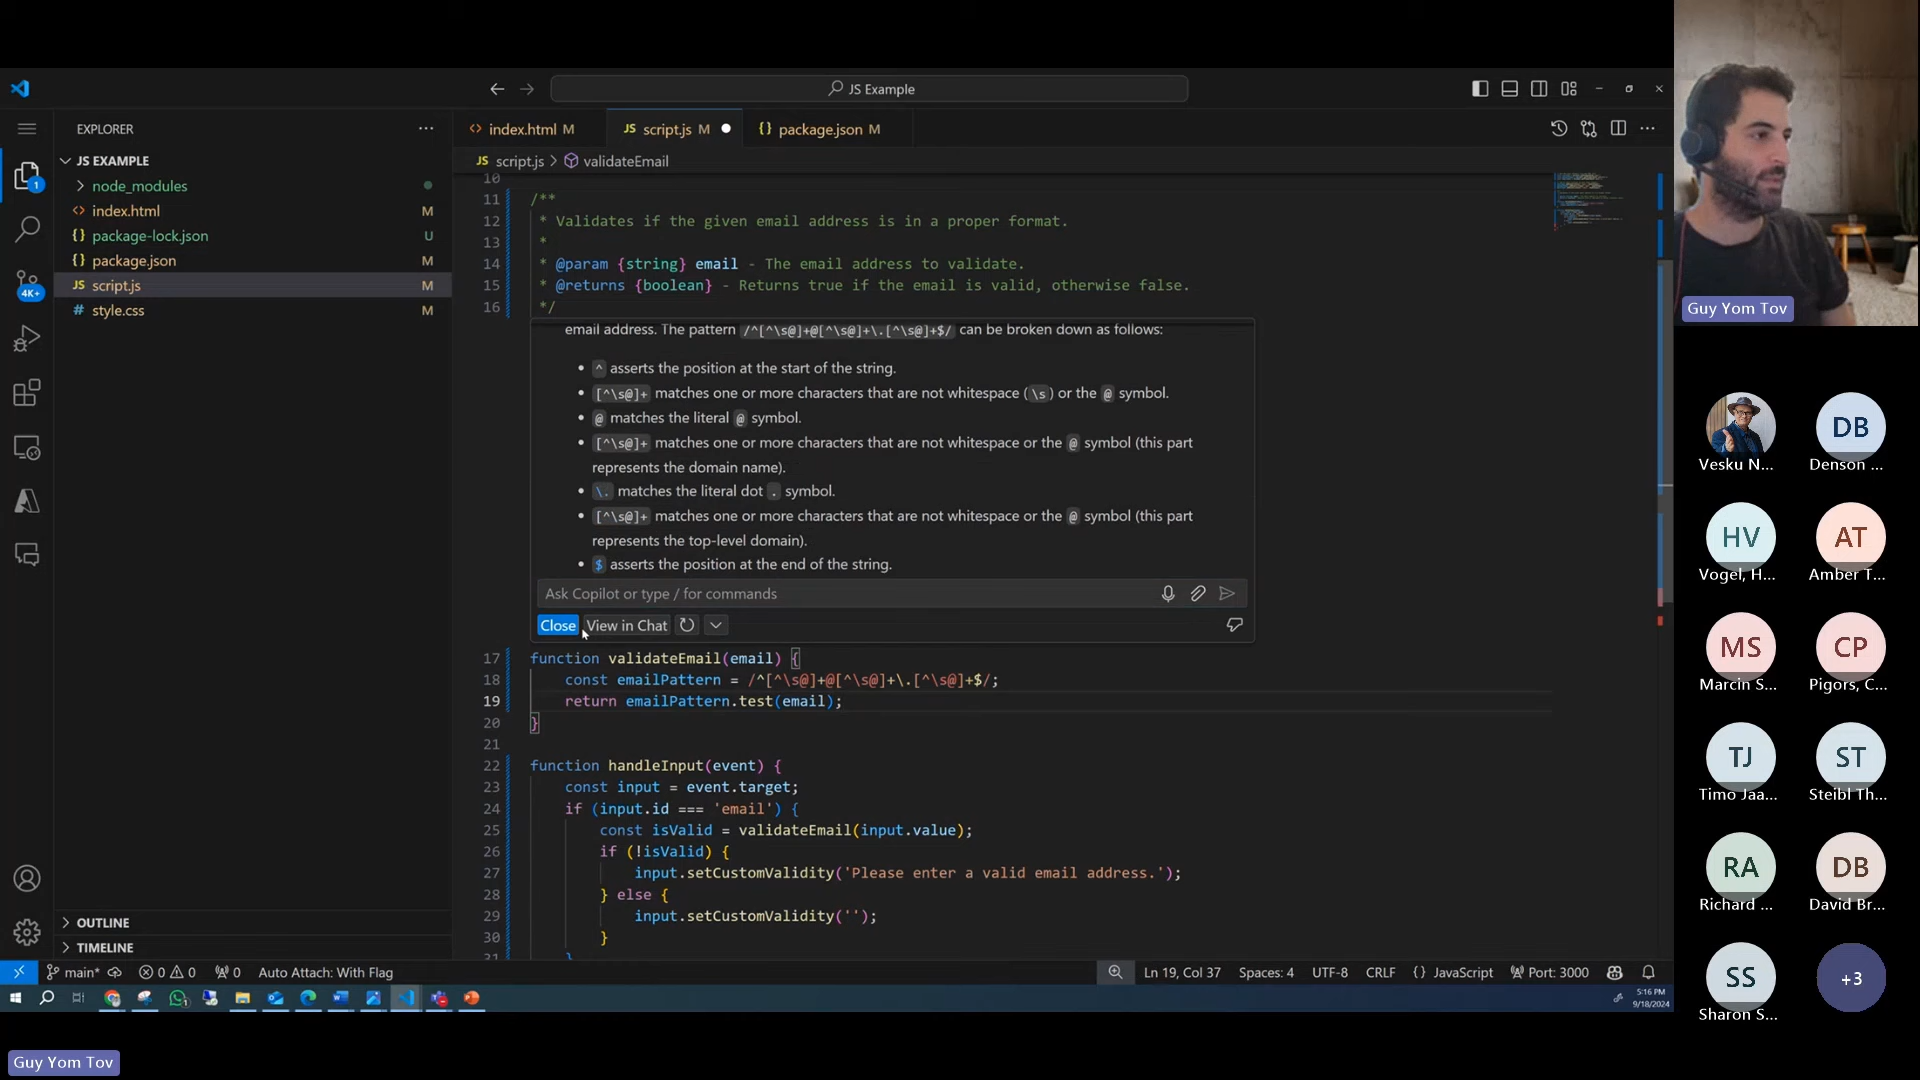 JS Example
EXPLORER
index.html M
script.js M
package.json M
JS EXAMPLE
script.js > validateEmail
node_modules
index.html M
package-lock.json U
package.json M
script.js M
style.css M
1
4K+
10
11 /**
12 * Validates if the given email address is in a proper format.
13 *
14 * @param {string} email - The email address to validate.
15 * @returns {boolean} - Returns true if the email is valid, otherwise false.
16 */
email address. The pattern /^[^\s@]+@[^\s@]+\.[^\s@]+$/ can be broken down as follows:
• ^ asserts the position at the start of the string.
• [^\s@]+ matches one or more characters that are not whitespace (\s) or the @ symbol.
• @ matches the literal @ symbol.
• [^\s@]+ matches one or more characters that are not whitespace or the @ symbol (this part
represents the domain name).
• \. matches the literal dot . symbol.
• [^\s@]+ matches one or more characters that are not whitespace or the @ symbol (this part
represents the top-level domain).
• $ asserts the position at the end of the string.
Ask Copilot or type / for commands
Close View in Chat
17 function validateEmail(email) {
18 const emailPattern = /^[^\s@]+@[^\s@]+\.[^\s@]+$/;
19 return emailPattern.test(email);
20 }
21
22 function handleInput(event) {
23 const input = event.target;
24 if (input.id === 'email') {
25 const isValid = validateEmail(input.value);
26 if (!isValid) {
27 input.setCustomValidity('Please enter a valid email address.');
28 } else {
29 input.setCustomValidity('');
30 }
31 }
OUTLINE
TIMELINE
main* 0 0 0 Auto Attach: With Flag
Ln 19, Col 37 Spaces: 4 UTF-8 CRLF {} JavaScript Port: 3000
5:16 PM
9/18/2024
Guy Yom Tov
Guy Yom Tov
Vesku N...
DB
Denson ...
HV
Vogel, H...
AT
Amber T...
MS
Marcin S...
CP
Pigors, C...
TJ
Timo Jaa...
ST
Steibl Th...
RA
Richard ...
DB
David Br...
SS
Sharon S...
+3